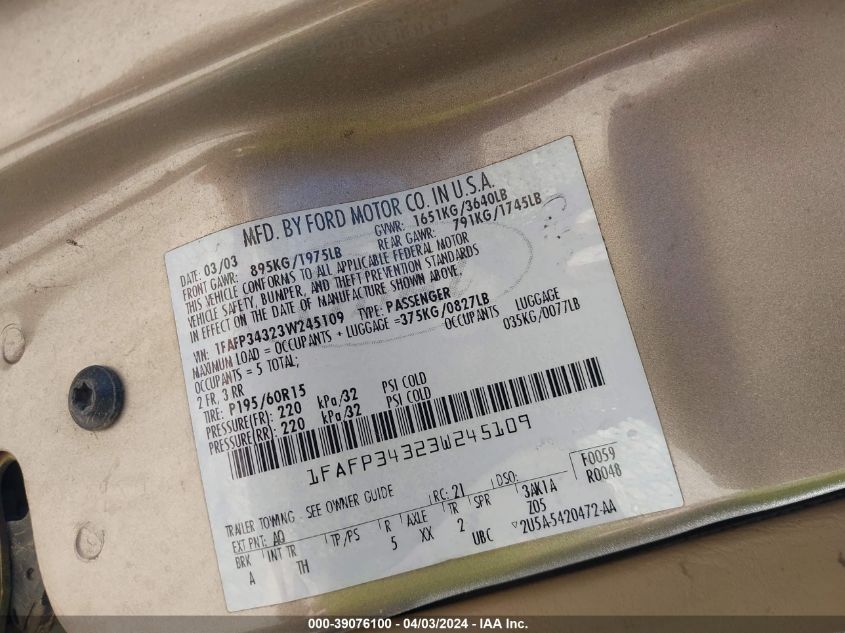 MFD. BY FORD MOTOR CO. IN U.S.A.
DATE: 03/03 GVWR: 1651KG/3640LB
FRONT GAWR: 895KG/1975LB REAR GAWR: 791KG/1745LB
THIS VEHICLE CONFORMS TO ALL APPLICABLE FEDERAL MOTOR
VEHICLE SAFETY, BUMPER, AND THEFT PREVENTION STANDARDS
IN EFFECT ON THE DATE OF MANUFACTURE SHOWN ABOVE.
VIN: 1FAFP34323W245109 TYPE: PASSENGER
MAXIMUM LOAD = OCCUPANTS + LUGGAGE =375KG/0827LB
OCCUPANTS = 5 TOTAL; OCCUPANTS LUGGAGE
2 FR, 3 RR 035KG/0077LB
TIRE: P195/60R15
PRESSURE(FR): 220 kPa/32 PSI COLD
PRESSURE(RR): 220 kPa/32 PSI COLD
1FAFP34323W245109
TRAILER TOWING - SEE OWNER GUIDE
EXT PNT: AQ RC: 21 DSO: F0059
BRK INT TR TP/PS R AXLE TR SPR 3AK1A R0048
A TH 5 XX 2 Z05
UBC 2U5A-5420472-AA
000-39076100 - 04/03/2024 - IAA Inc.